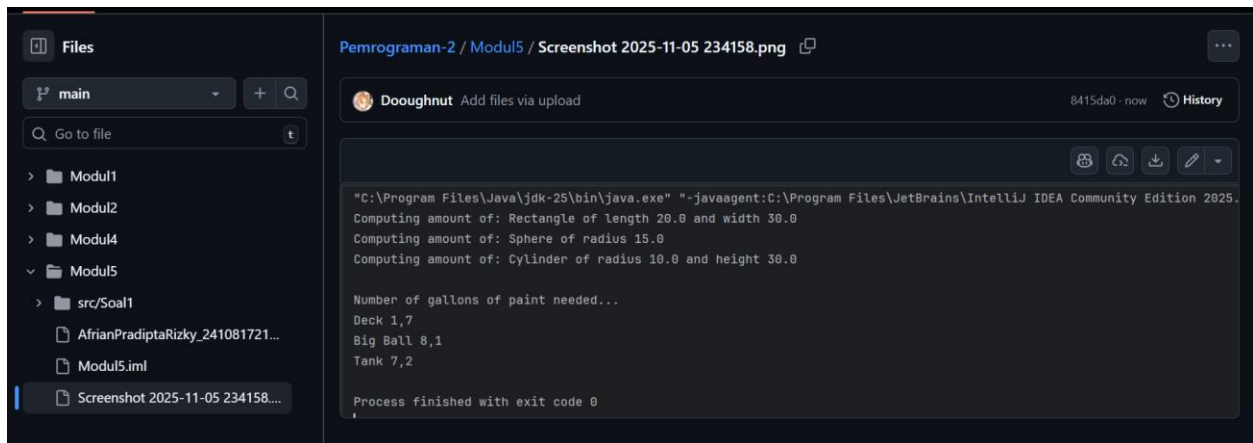 Files
main
Go to file
t
Modul1
Modul2
Modul4
Modul5
src/Soal1
AfrianPradiptaRizky_241081721...
Modul5.iml
Screenshot 2025-11-05 234158....
Pemrograman-2 / Modul5 / Screenshot 2025-11-05 234158.png
Dooughnut Add files via upload
8415da0 · now History
"C:\Program Files\Java\jdk-25\bin\java.exe" "-javaagent:C:\Program Files\JetBrains\IntelliJ IDEA Community Edition 2025.
Computing amount of: Rectangle of length 20.0 and width 30.0
Computing amount of: Sphere of radius 15.0
Computing amount of: Cylinder of radius 10.0 and height 30.0
Number of gallons of paint needed...
Deck 1,7
Big Ball 8,1
Tank 7,2
Process finished with exit code 0